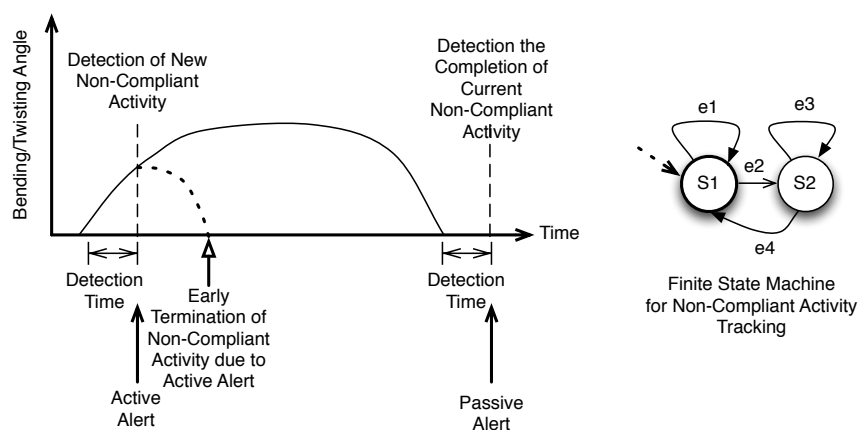 Bending/Twisting Angle
Detection of New
Non-Compliant
Activity
Detection the
Completion of
Current
Non-Compliant
Activity
Time
Detection
Time
Early
Termination of
Non-Compliant
Activity due to
Active Alert
Detection
Time
Active
Alert
Passive
Alert
e1
e3
S1
e2
S2
e4
Finite State Machine
for Non-Compliant Activity
Tracking